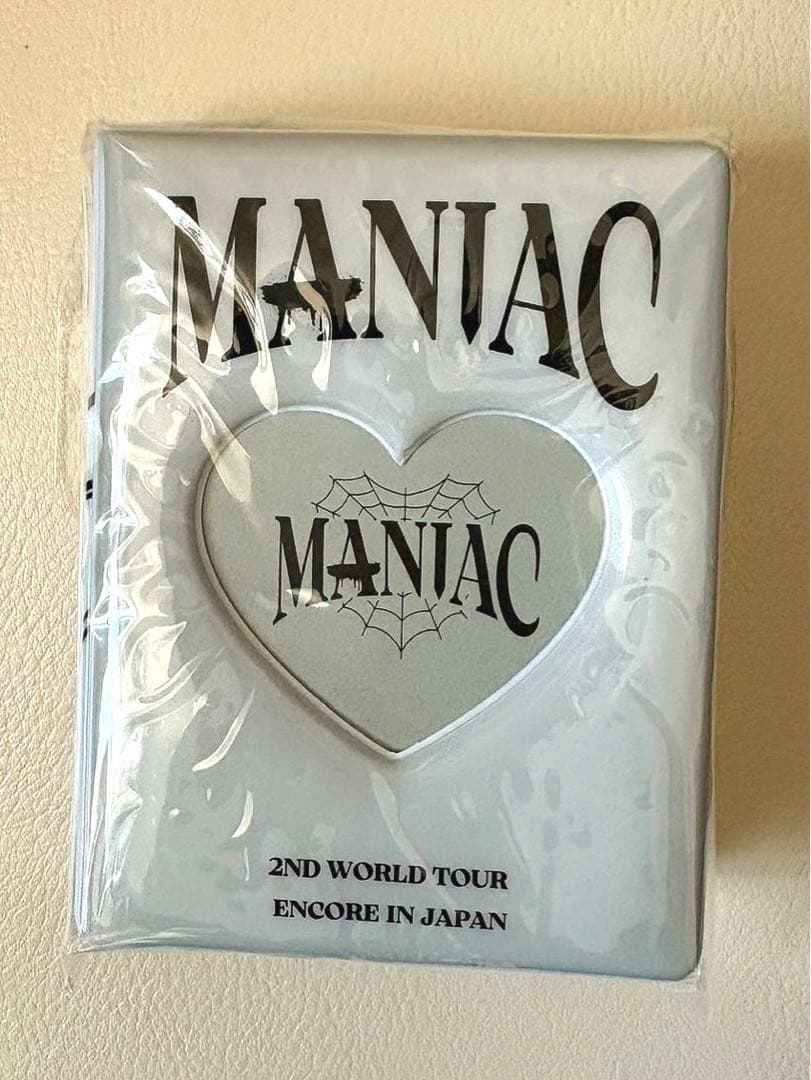 MANIAC
MANIAC
2ND WORLD TOUR
ENCORE IN JAPAN